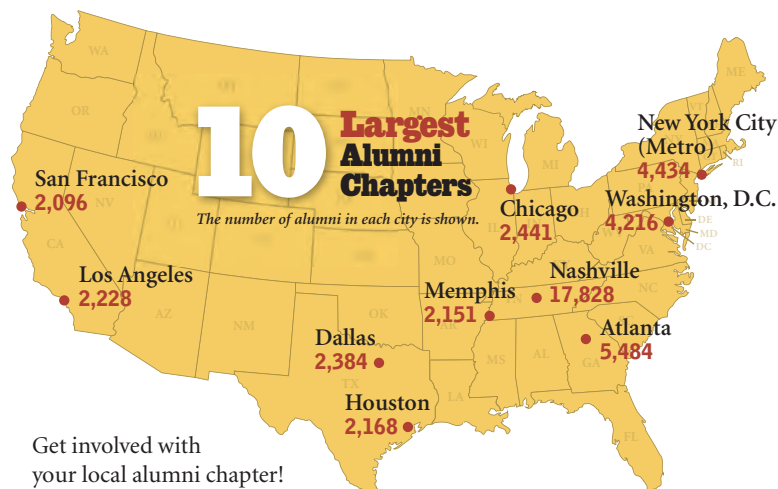 10
Largest
Alumni
Chapters
The number of alumni in each city is shown.
San Francisco
2,096
Los Angeles
2,228
Dallas
2,384
Houston
2,168
Memphis
2,151
Chicago
2,441
Nashville
17,828
Atlanta
5,484
New York City
(Metro)
4,434
Washington, D.C.
4,216
WA
OR
NV
CA
AZ
NM
OK
TX
MN
WI
MI
MO
AR
LA
MS
AL
GA
FL
NC
VA
PA
ME
VT
RI
DE
MD
DC
Get involved with
your local alumni chapter!